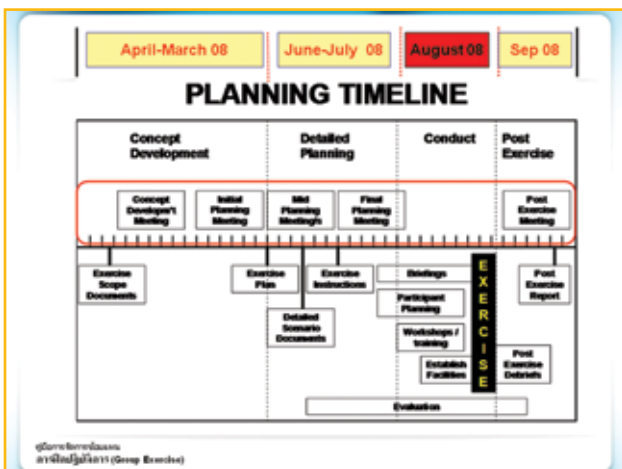 April-March 08
June-July 08
August 08
Sep 08
PLANNING TIMELINE
Concept
Development
Detailed
Planning
Conduct
Post
Exercise
Concept
Developm't
Meeting
Initial
Planning
Meeting
Mid
Planning
Meeting/s
Final
Planning
Meeting
Post
Exercise
Meeting
Exercise
Scope
Documents
Exercise
Plan
Detailed
Scenario
Documents
Exercise
Instructions
Briefings
Participant
Planning
Workshops /
training
Establish
Facilities
EXERCISE
Post
Exercise
Report
Post
Exercise
Debriefs
Evaluation
(Group Exercise)